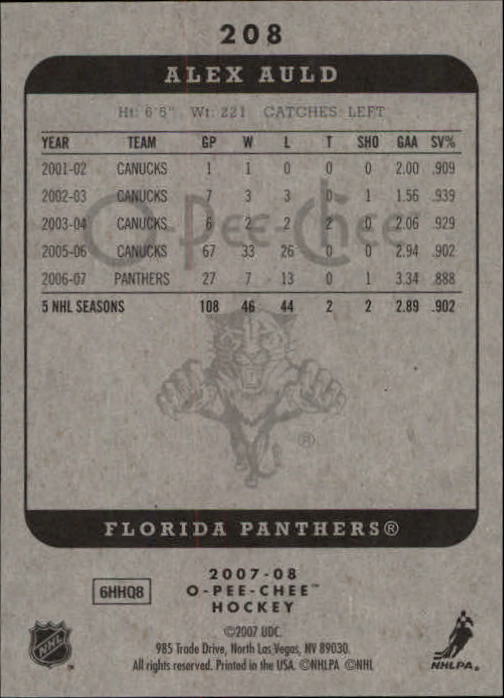 208
ALEX AULD
Ht: 6'5" Wt: 221 CATCHES: LEFT
YEAR TEAM GP W L T SHO GAA SV%
2001-02 CANUCKS 1 1 0 0 0 2.00 .909
2002-03 CANUCKS 7 3 3 0 1 1.56 .939
2003-04 CANUCKS 6 2 2 2 0 2.06 .929
O-Pee-Chee
2005-06 CANUCKS 67 33 26 0 0 2.94 .902
2006-07 PANTHERS 27 7 13 0 1 3.34 .888
5 NHL SEASONS 108 46 44 2 2 2.89 .902
®
FLORIDA PANTHERS®
2007-08
6HHQ8 O-PEE-CHEE™
HOCKEY
©2007 UDC.
985 Trade Drive, North Las Vegas, NV 89030.
All rights reserved. Printed in the USA. ©NHLPA ©NHL
NHL
NHLPA®